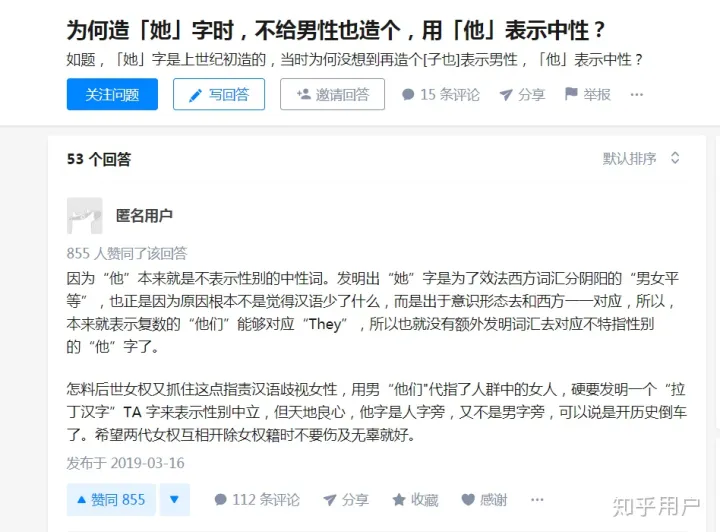 为何造「她」字时，不给男性也造个，用「他」表示中性？
如题，「她」字是上世纪初造的，当时为何没想到再造个[子也]表示男性，「他」表示中性？
关注问题 写回答 邀请回答 15 条评论 分享 举报 ···
53 个回答 默认排序
匿名用户
855 人赞同了该回答
因为“他”本来就是不表示性别的中性词。发明出“她”字是为了效法西方词汇分阴阳的“男女平
等”，也正是因为原因根本不是觉得汉语少了什么，而是出于意识形态去和西方一一对应，所以，
本来就表示复数的“他们”能够对应“They”，所以也就没有额外发明词汇去对应不特指性别
的“他”字了。
怎料后世女权又抓住这点指责汉语歧视女性，用男“他们"代指了人群中的女人，硬要发明一个“拉
丁汉字”TA 字来表示性别中立，但天地良心，他字是人字旁，又不是男字旁，可以说是开历史倒车
了。希望两代女权互相开除女权籍时不要伤及无辜就好。
发布于 2019-03-16
赞同 855 112 条评论 分享 收藏 感谢 ···
知乎用户